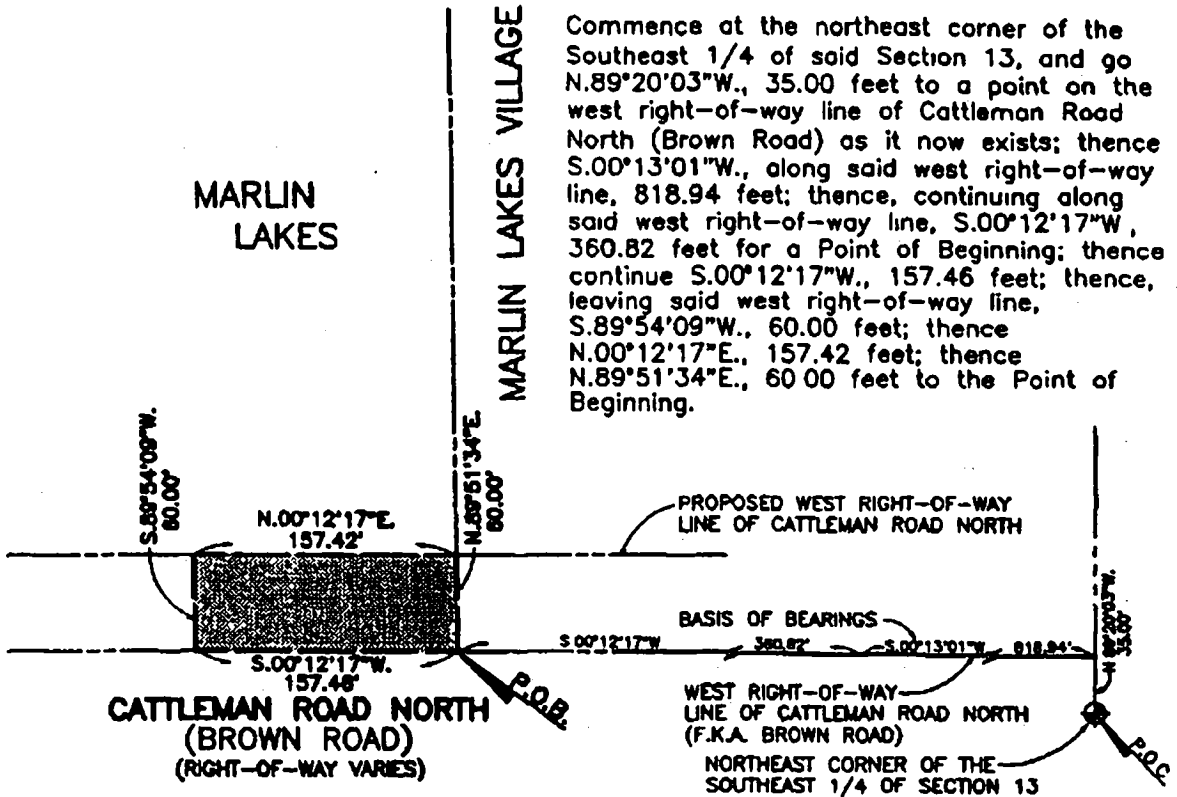 Commence at the northeast corner of the
Southeast 1/4 of said Section 13, and go
N.89°20'03"W., 35.00 feet to a point on the
west right-of-way line of Cattleman Road
North (Brown Road) as it now exists; thence
S.00°13'01"W., along said west right-of-way
line, 818.94 feet; thence, continuing along
said west right-of-way line, S.00°12'17"W,
360.82 feet for a Point of Beginning; thence
continue S.00°12'17"W., 157.46 feet; thence,
leaving said west right-of-way line,
S.89°54'09"W., 60.00 feet; thence
N.00°12'17"E., 157.42 feet; thence
N.89°51'34"E., 60 00 feet to the Point of
Beginning.
MARLIN
LAKES
MARLIN LAKES VILLAGE
S.89°54'09"W.
60.00'
N.00°12'17"E.
157.42'
N.89°51'34"E.
60.00'
PROPOSED WEST RIGHT-OF-WAY
LINE OF CATTLEMAN ROAD NORTH
BASIS OF BEARINGS
S 00°12'17"W 360.82' S.00°13'01"W 818.94'
N 89°20'03"W.
35.00'
S.00°12'17"W.
157.46'
P.O.B.
CATTLEMAN ROAD NORTH
(BROWN ROAD)
(RIGHT-OF-WAY VARIES)
WEST RIGHT-OF-WAY
LINE OF CATTLEMAN ROAD NORTH
(F.K.A. BROWN ROAD)
P.O.C
NORTHEAST CORNER OF THE
SOUTHEAST 1/4 OF SECTION 13